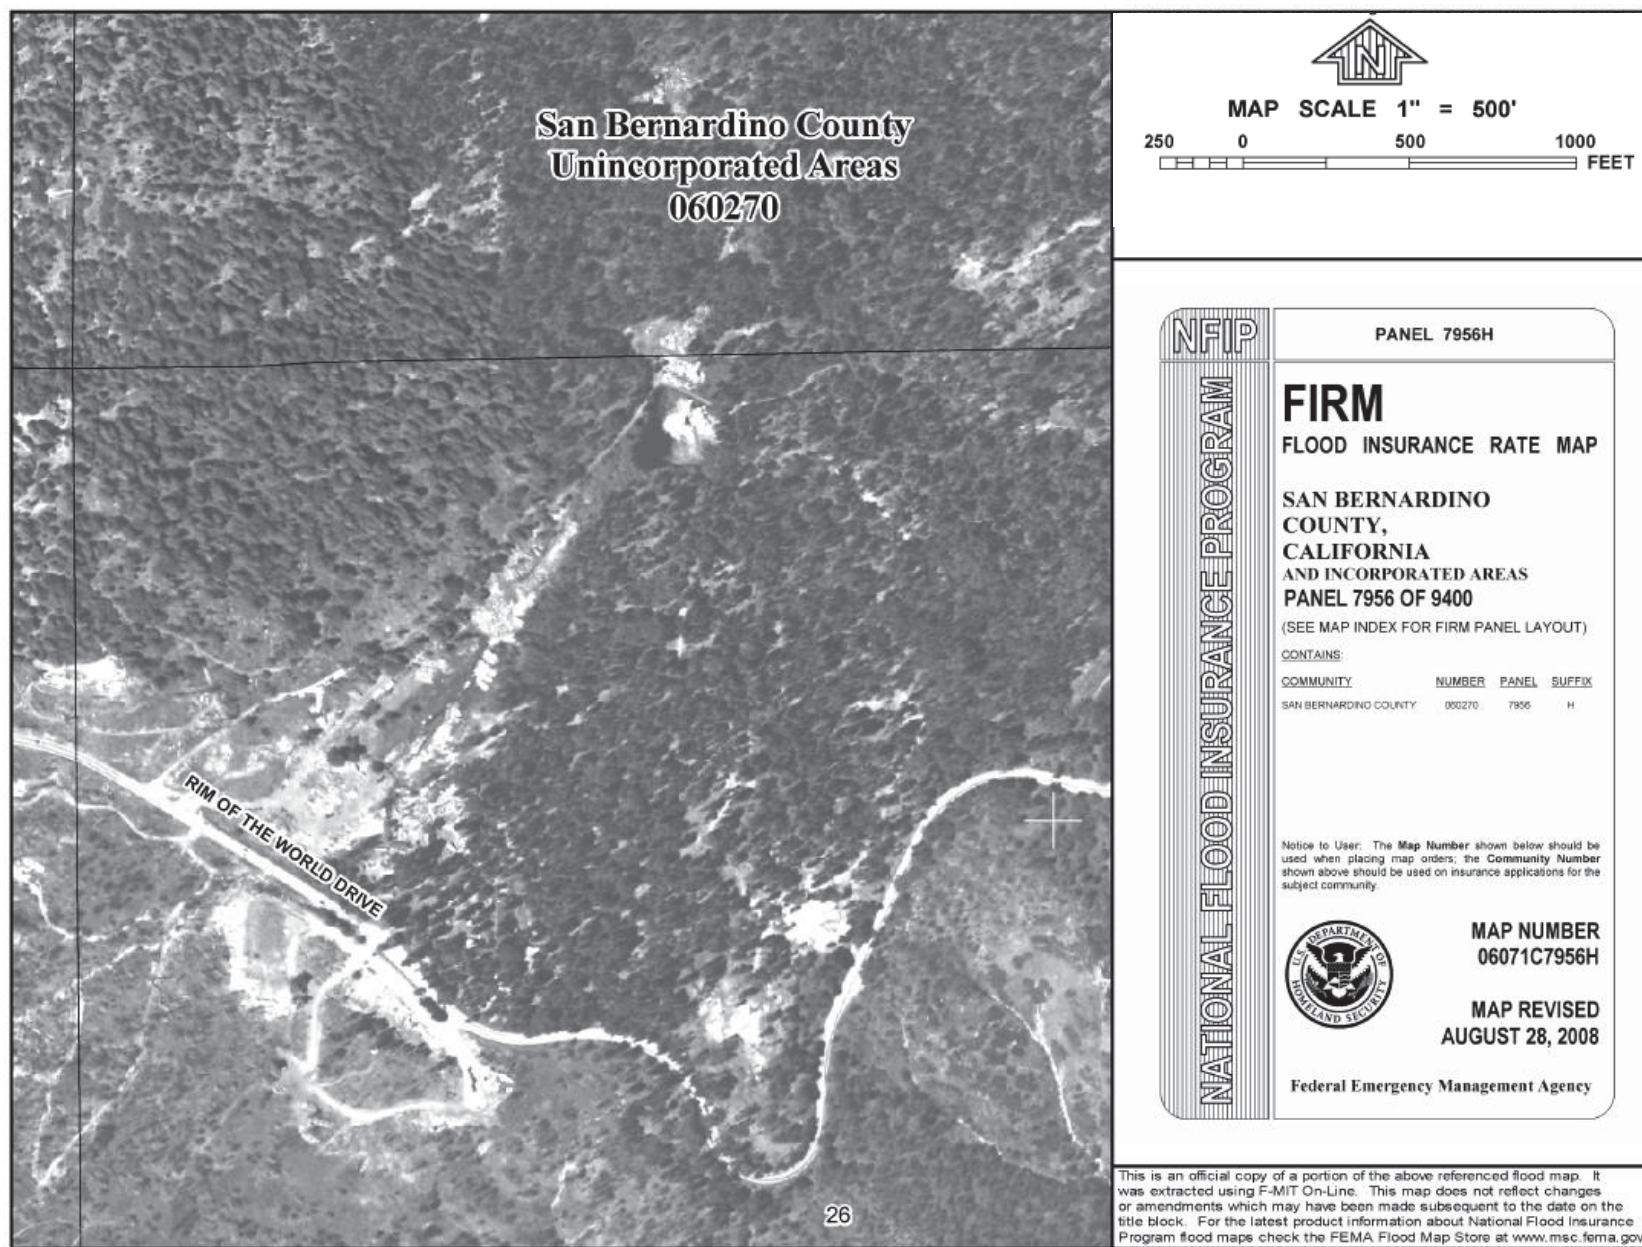 San Bernardino County
Unincorporated Areas
060270
RIM OF THE WORLD DRIVE
26
N
MAP SCALE 1" = 500'
250 0 500 1000
FEET
NFIP
NATIONAL FLOOD INSURANCE PROGRAM
PANEL 7956H
FIRM
FLOOD INSURANCE RATE MAP
SAN BERNARDINO
COUNTY,
CALIFORNIA
AND INCORPORATED AREAS
PANEL 7956 OF 9400
(SEE MAP INDEX FOR FIRM PANEL LAYOUT)
CONTAINS:
COMMUNITY NUMBER PANEL SUFFIX
SAN BERNARDINO COUNTY 060270 7956 H
Notice to User: The Map Number shown below should be
used when placing map orders; the Community Number
shown above should be used on insurance applications for the
subject community.
U.S. DEPARTMENT OF
HOMELAND SECURITY
MAP NUMBER
06071C7956H
MAP REVISED
AUGUST 28, 2008
Federal Emergency Management Agency
This is an official copy of a portion of the above referenced flood map. It
was extracted using F-MIT On-Line. This map does not reflect changes
or amendments which may have been made subsequent to the date on the
title block. For the latest product information about National Flood Insurance
Program flood maps check the FEMA Flood Map Store at www.msc.fema.gov